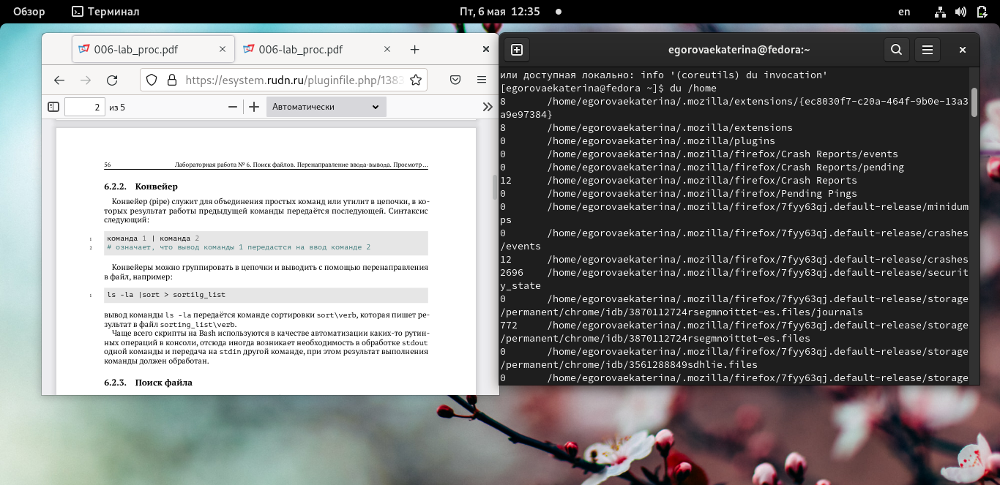 Обзор
Терминал
Пт, 6 мая 12:35
en
006-lab_proc.pdf
006-lab_proc.pdf
https://esystem.rudn.ru/pluginfile.php/1383
2 из 5
Автоматически
56 Лабораторная работа № 6. Поиск файлов. Перенаправление ввода-вывода. Просмотр ...
6.2.2. Конвейер
Конвейер (pipe) служит для объединения простых команд или утилит в цепочки, в ко-
торых результат работы предыдущей команды передаётся последующей. Синтаксис
следующий:
1 команда 1 | команда 2
2 # означает, что вывод команды 1 передастся на ввод команде 2
Конвейеры можно группировать в цепочки и выводить с помощью перенаправления
в файл, например:
1 ls -la |sort > sortilg_list
вывод команды ls -la передаётся команде сортировки sort\verb, которая пишет ре-
зультат в файл sorting_list\verb.
Чаще всего скрипты на Bash используются в качестве автоматизации каких-то рутин-
ных операций в консоли, отсюда иногда возникает необходимость в обработке stdout
одной команды и передача на stdin другой команде, при этом результат выполнения
команды должен обработан.
6.2.3. Поиск файла
egorovaekaterina@fedora:~
или доступная локально: info '(coreutils) du invocation'
[egorovaekaterina@fedora ~]$ du /home
8 /home/egorovaekaterina/.mozilla/extensions/{ec8030f7-c20a-464f-9b0e-13a3
a9e97384}
8 /home/egorovaekaterina/.mozilla/extensions
0 /home/egorovaekaterina/.mozilla/plugins
0 /home/egorovaekaterina/.mozilla/firefox/Crash Reports/events
0 /home/egorovaekaterina/.mozilla/firefox/Crash Reports/pending
12 /home/egorovaekaterina/.mozilla/firefox/Crash Reports
0 /home/egorovaekaterina/.mozilla/firefox/Pending Pings
0 /home/egorovaekaterina/.mozilla/firefox/7fyy63qj.default-release/minidum
ps
0 /home/egorovaekaterina/.mozilla/firefox/7fyy63qj.default-release/crashes
/events
12 /home/egorovaekaterina/.mozilla/firefox/7fyy63qj.default-release/crashes
2696 /home/egorovaekaterina/.mozilla/firefox/7fyy63qj.default-release/securit
y_state
0 /home/egorovaekaterina/.mozilla/firefox/7fyy63qj.default-release/storage
/permanent/chrome/idb/3870112724rsegmnoittet-es.files/journals
772 /home/egorovaekaterina/.mozilla/firefox/7fyy63qj.default-release/storage
/permanent/chrome/idb/3870112724rsegmnoittet-es.files
0 /home/egorovaekaterina/.mozilla/firefox/7fyy63qj.default-release/storage
/permanent/chrome/idb/3561288849sdhlie.files
0 /home/egorovaekaterina/.mozilla/firefox/7fyy63qj.default-release/storage